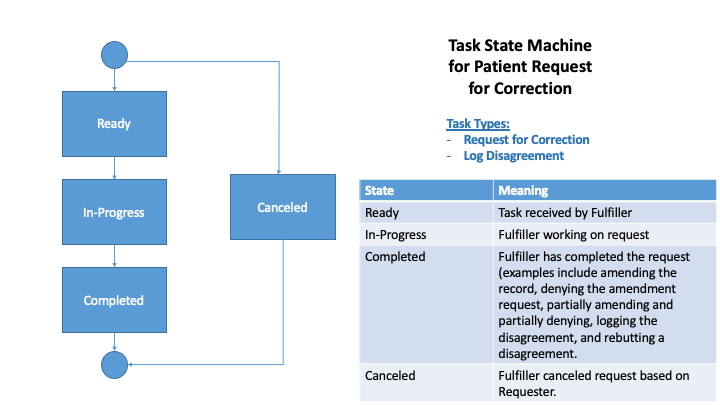 Task State Machine
for Patient Request
for Correction
Task Types:
- Request for Correction
- Log Disagreement
Ready
In-Progress
Canceled
Completed
State Meaning
Ready Task received by Fulfiller
In-Progress Fulfiller working on request
Completed Fulfiller has completed the request
(examples include amending the
record, denying the amendment
request, partially amending and
partially denying, logging the
disagreement, and rebutting a
disagreement.
Canceled Fulfiller canceled request based on
Requester.